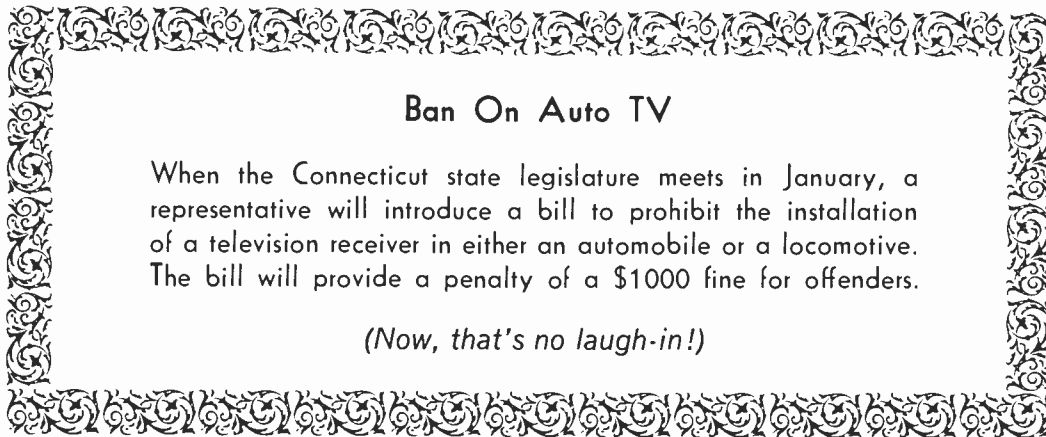 Ban On Auto TV
When the Connecticut state legislature meets in January, a
representative will introduce a bill to prohibit the installation
of a television receiver in either an automobile or a locomotive.
The bill will provide a penalty of a $1000 fine for offenders.
(Now, that's no laugh-in!)